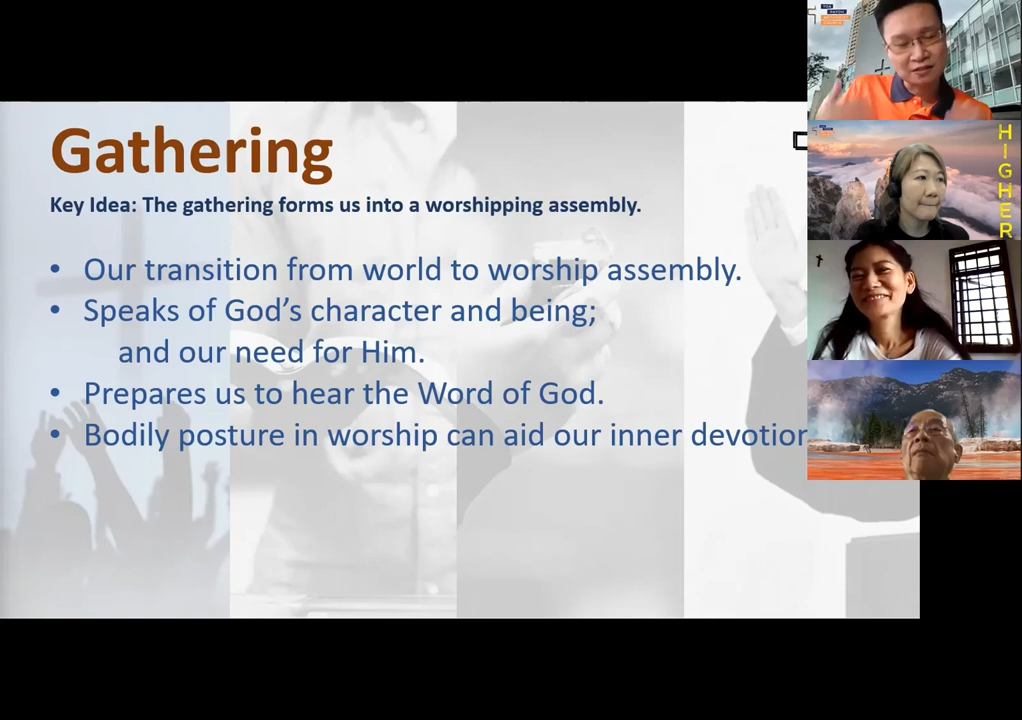 Gathering
Key Idea: The gathering forms us into a worshipping assembly.
• Our transition from world to worship assembly.
• Speaks of God's character and being;
and our need for Him.
• Prepares us to hear the Word of God.
• Bodily posture in worship can aid our inner devotion
HIGHER